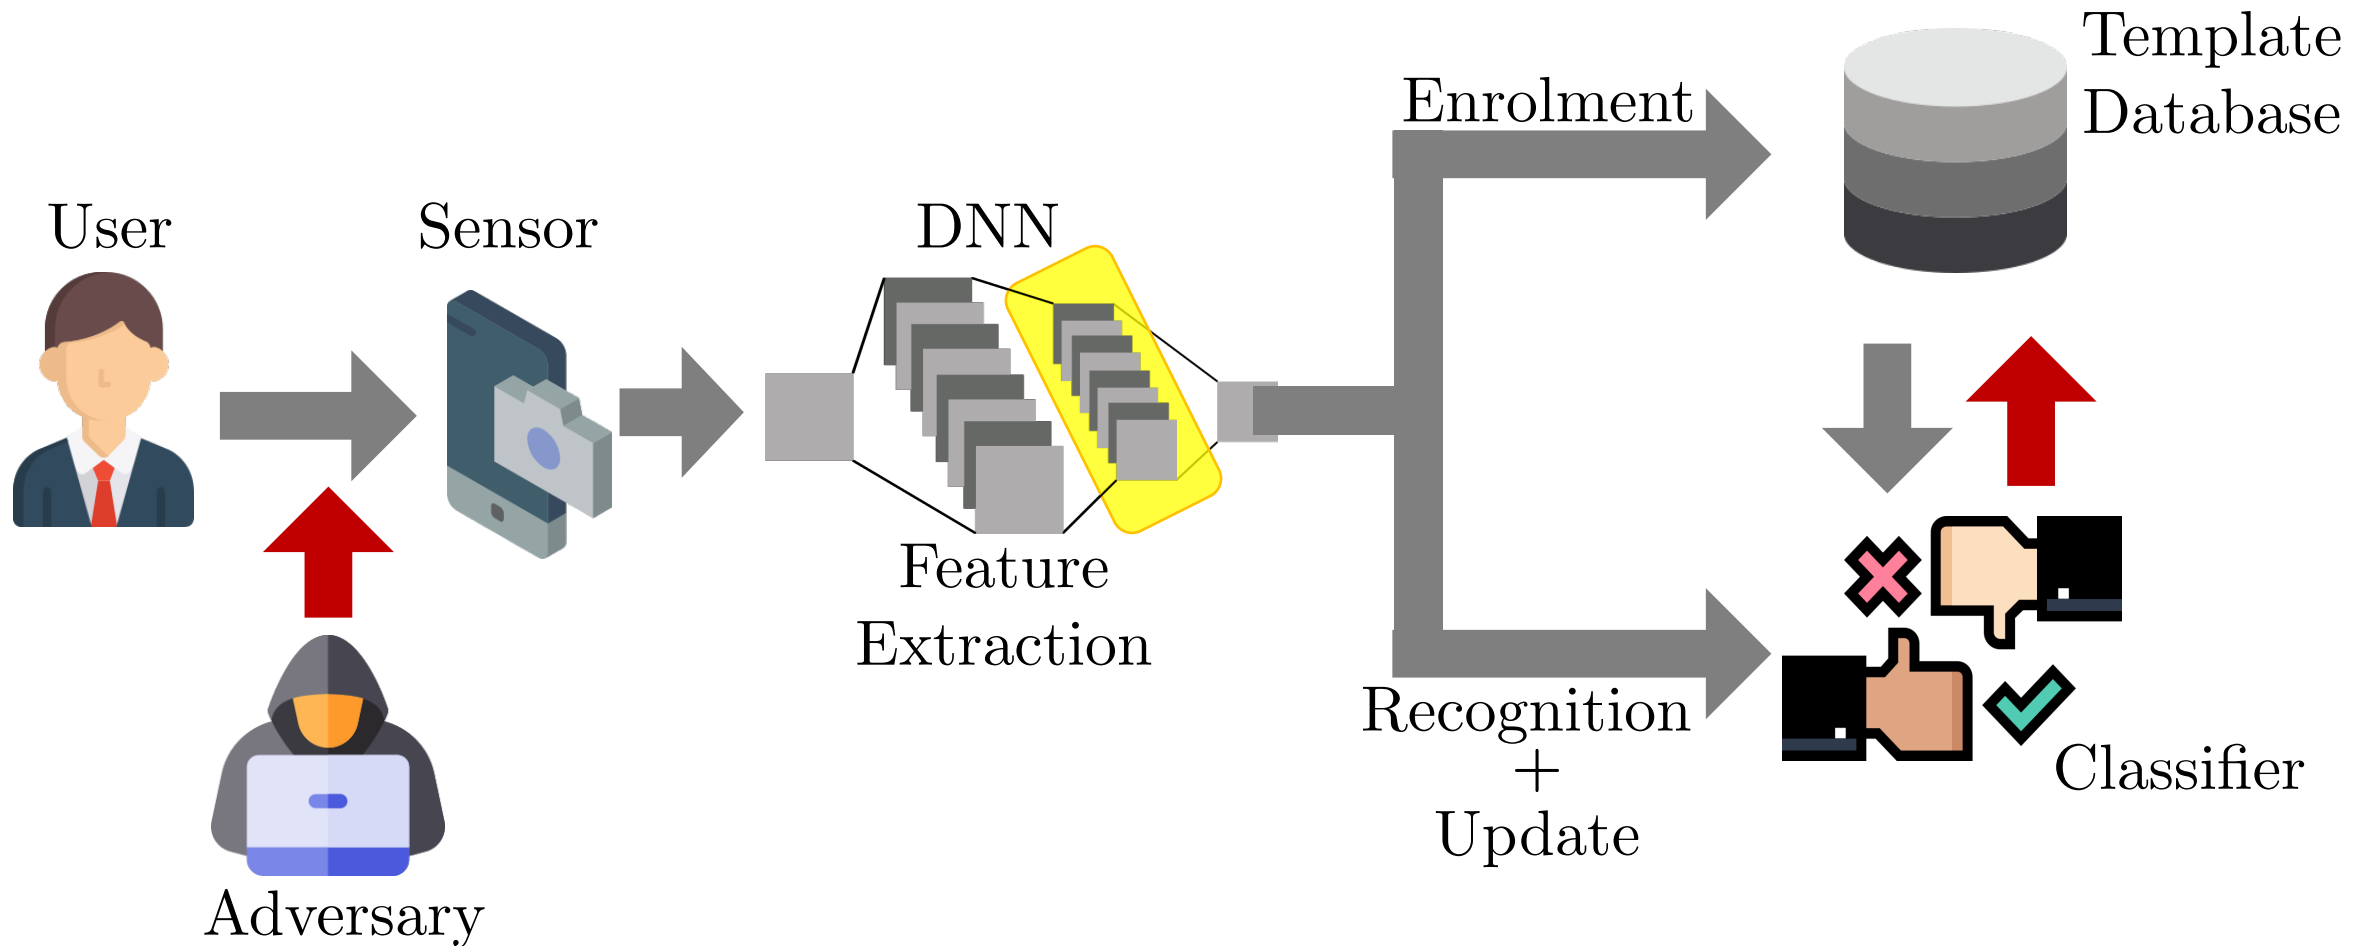 User
Sensor
DNN
Feature
Extraction
Enrolment
Template
Database
Recognition
+
Update
Classifier
Adversary